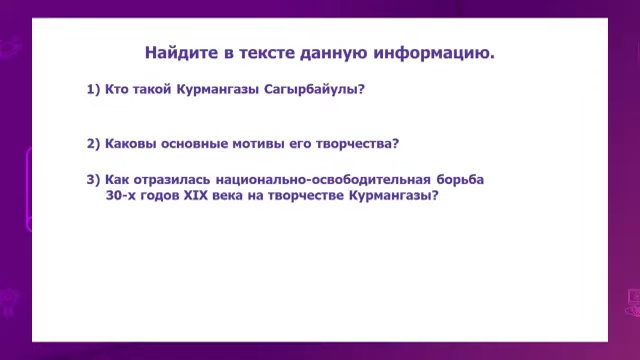 Найдите в тексте данную информацию.
1) Кто такой Курмангазы Сагырбайулы?
2) Каковы основные мотивы его творчества?
3) Как отразилась национально-освободительная борьба
30-х годов XIX века на творчестве Курмангазы?